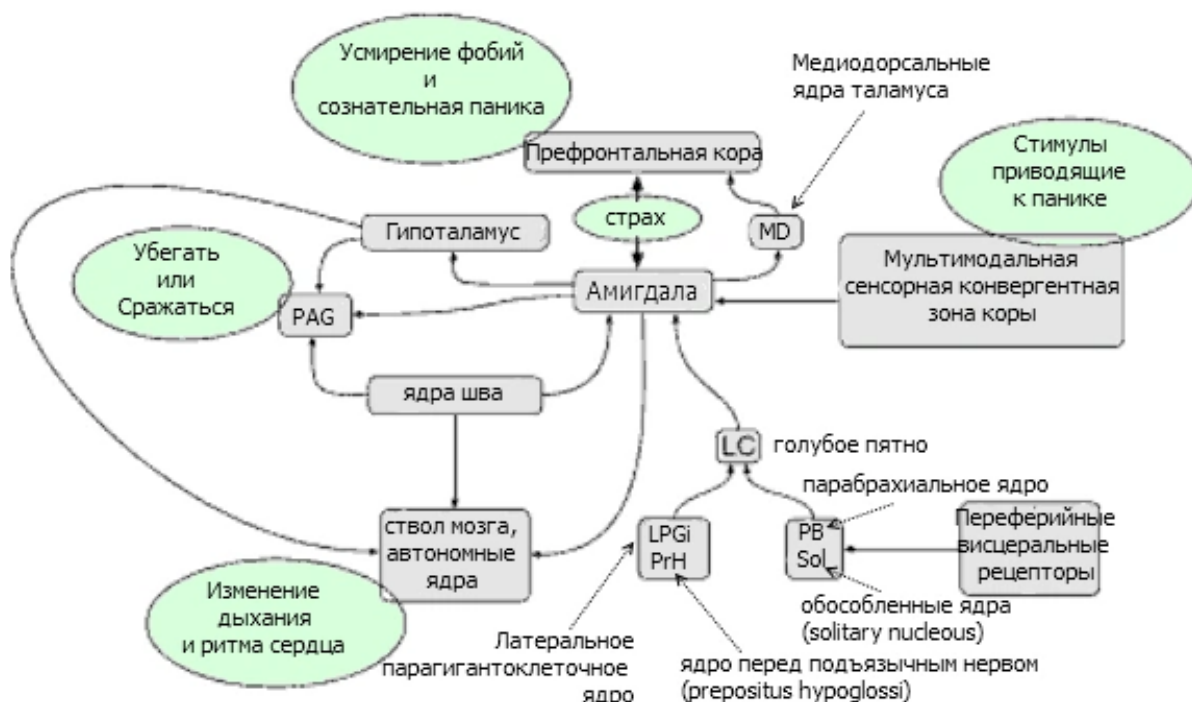 Усмирение фобий
и
сознательная паника
Медиодорсальные
ядра таламуса
Префронтальная кора
Стимулы
приводящие
к панике
страх
MD
Гипоталамус
Убегать
или
Сражаться
Мультимодальная
сенсорная конвергентная
зона коры
Амигдала
PAG
ядра шва
LC
голубое пятно
парабрахиальное ядро
ствол мозга,
автономные
ядра
LPGi
PrH
PB
Sol
Переферийные
висцеральные
рецепторы
Изменение
дыхания
и ритма сердца
обособленные ядра
(solitary nucleous)
Латеральное
парагигантоклеточное
ядро
ядро перед подъязычным нервом
(prepositus hypoglossi)